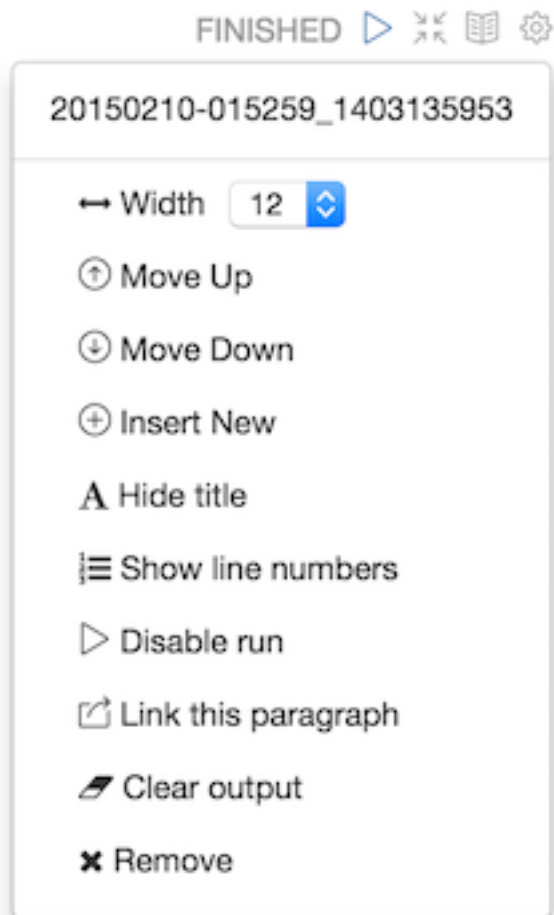 FINISHED
20150210-015259_1403135953
Width 12
Move Up
Move Down
Insert New
Hide title
Show line numbers
Disable run
Link this paragraph
Clear output
Remove